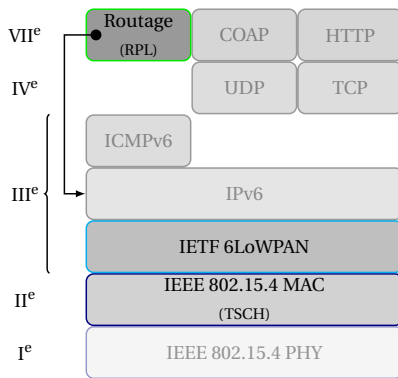 VIIe
Routage
(RPL)
COAP
HTTP
IVe
UDP
TCP
ICMPv6
IIIe
IPv6
IETF 6LoWPAN
IIe
IEEE 802.15.4 MAC
(TSCH)
Ie
IEEE 802.15.4 PHY